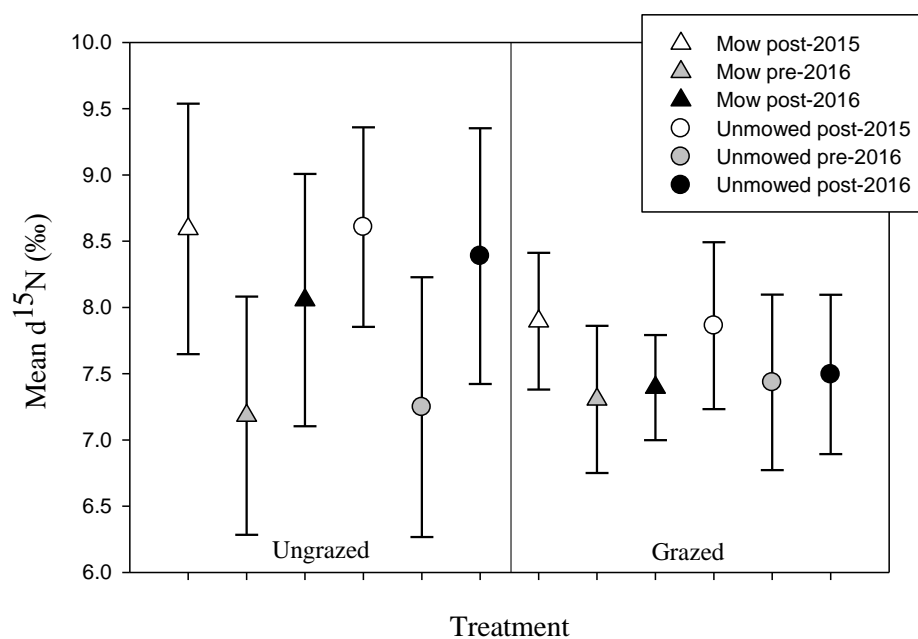 Mow post-2015
Mow pre-2016
Mow post-2016
Unmowed post-2015
Unmowed pre-2016
Unmowed post-2016
10.0
9.5
9.0
8.5
8.0
7.5
7.0
6.5
6.0
Mean d15N (‰)
Ungrazed
Grazed
Treatment